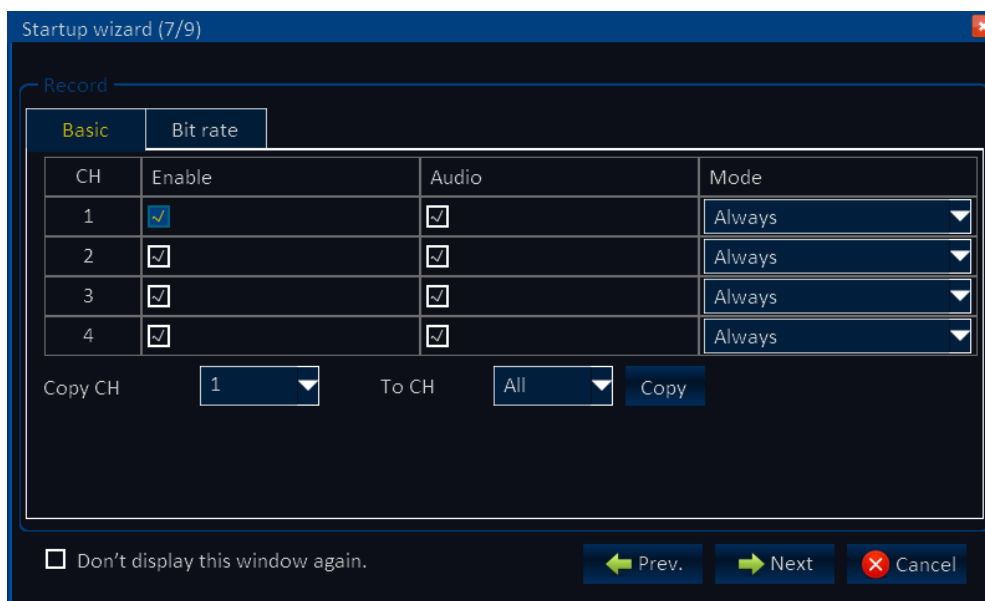 Startup wizard (7/9)
Record
Basic Bit rate
CH Enable Audio Mode
1 Always
2 Always
3 Always
4 Always
Copy CH 1 To CH All Copy
Don't display this window again. Prev. Next Cancel